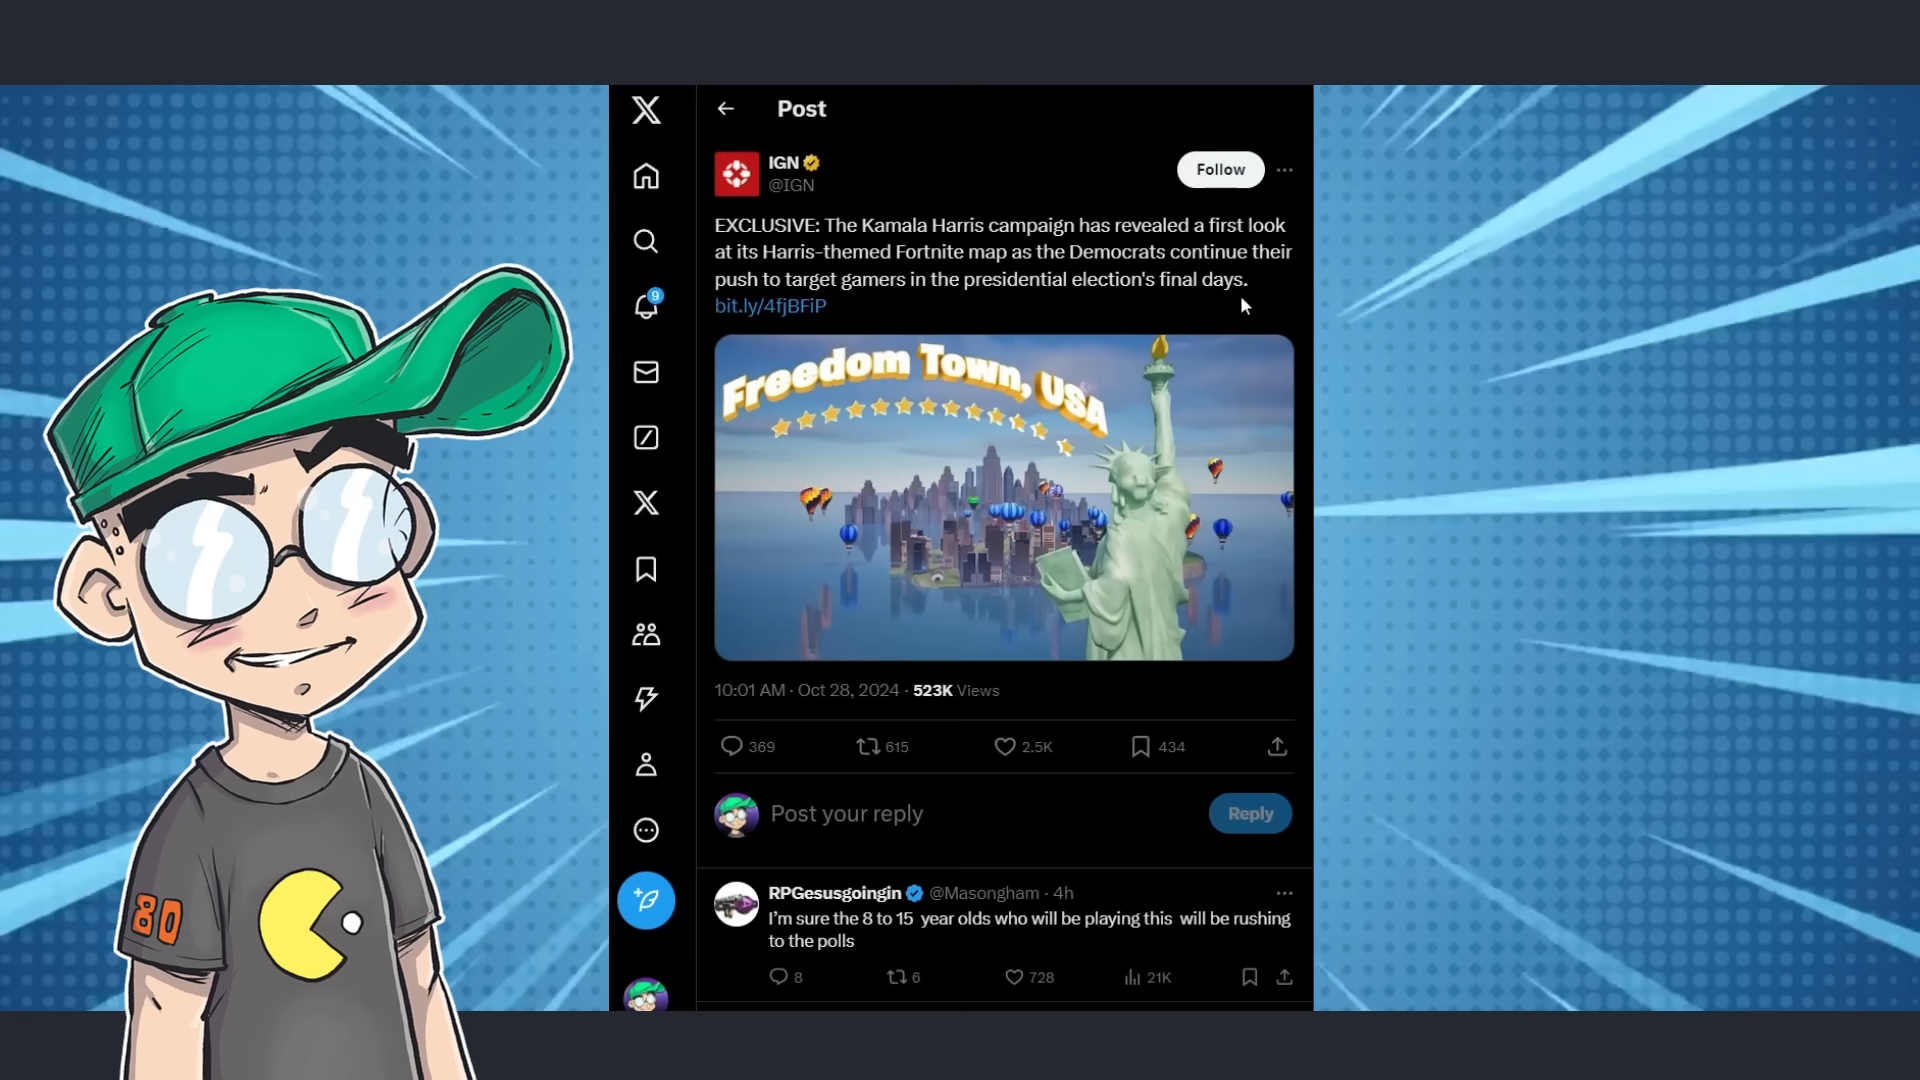 Post
IGN
@IGN
Follow
EXCLUSIVE: The Kamala Harris campaign has revealed a first look
at its Harris-themed Fortnite map as the Democrats continue their
push to target gamers in the presidential election's final days.
bit.ly/4fjBFiP
Freedom Town, USA
10:01 AM · Oct 28, 2024 · 523K Views
369 615 2.5K 434
Post your reply
Reply
RPGesusgoingin @Masongham · 4h
I'm sure the 8 to 15 year olds who will be playing this will be rushing
to the polls
8 6 728 21K
9
80